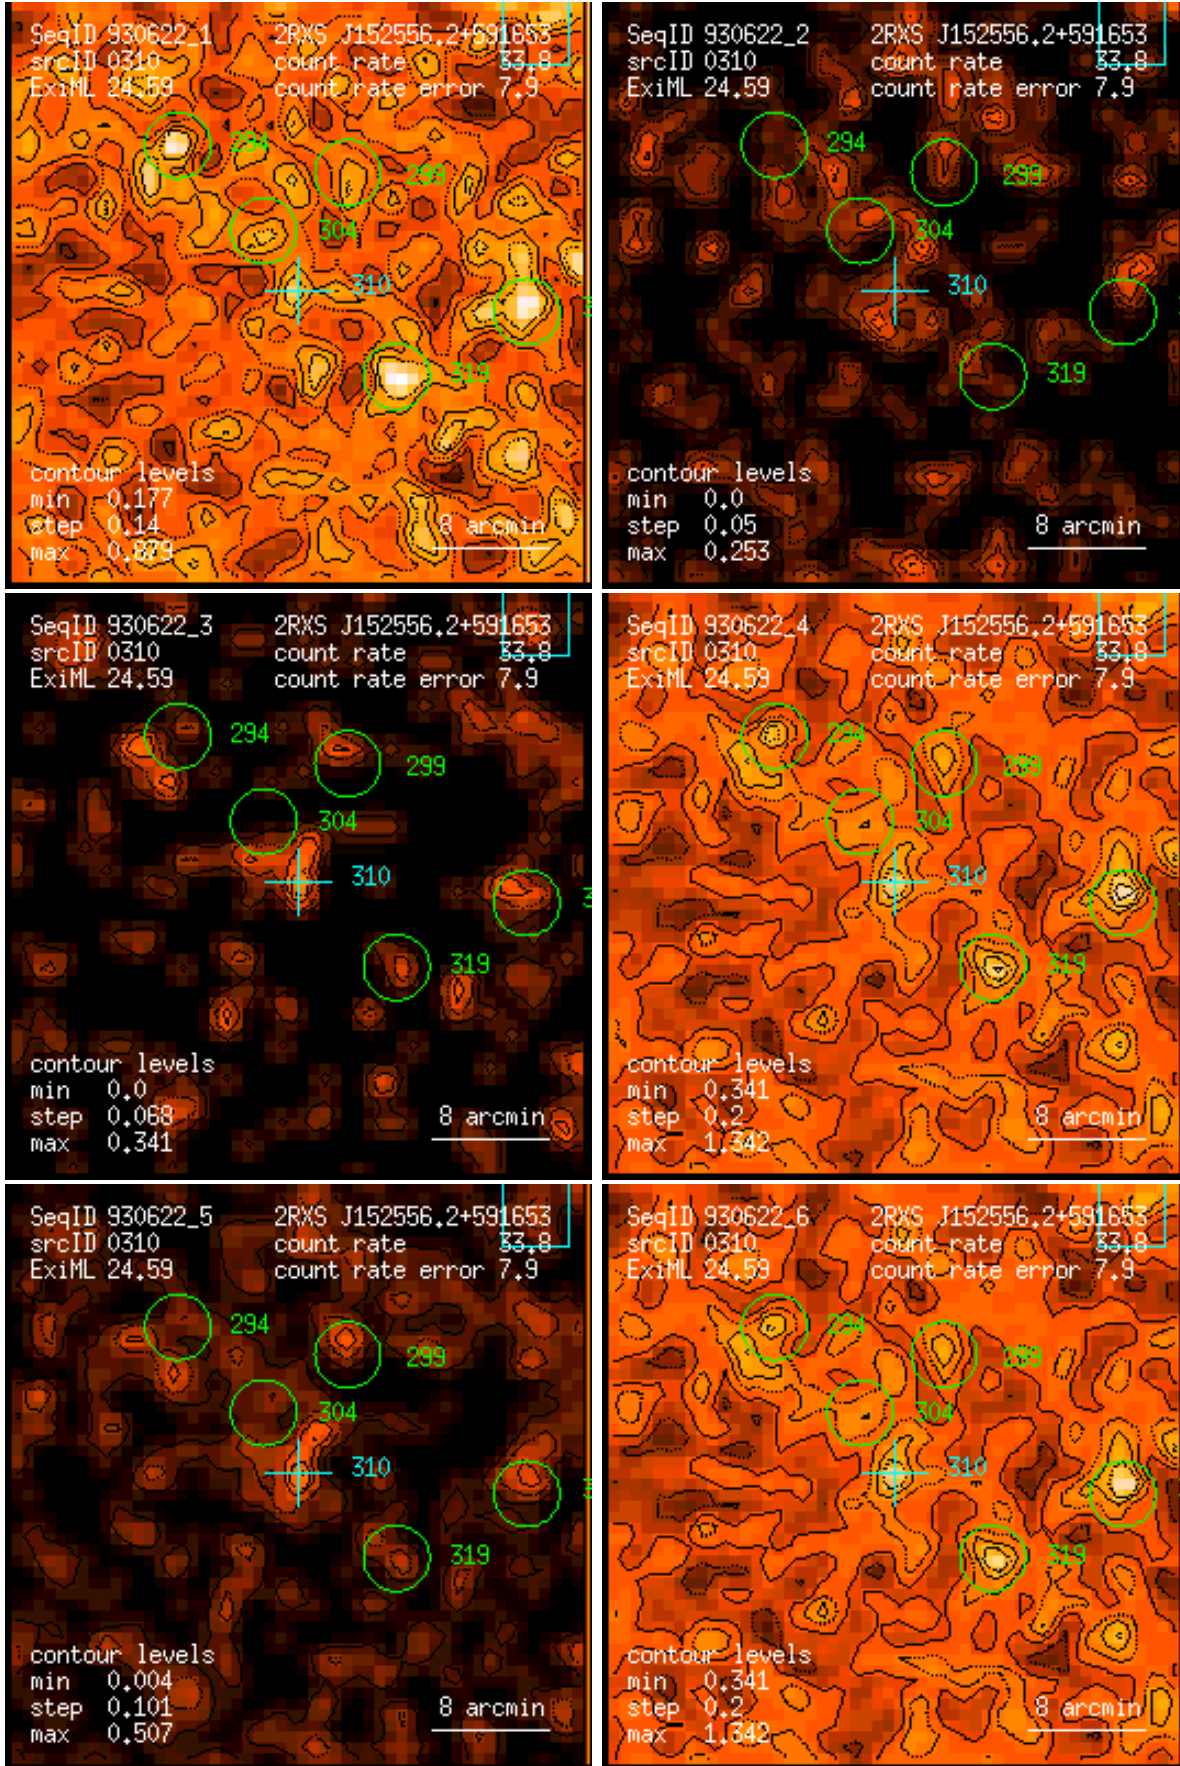 SeqID 930622_1 2RXS J152556.2+591653
srcID 0310 count rate 33.8
ExiML 24.59 count rate error 7.9
294
299
304
310
319
contour levels
min 0.177
step 0.14 8 arcmin
max 0.879
SeqID 930622_2 2RXS J152556.2+591653
srcID 0310 count rate 33.8
ExiML 24.59 count rate error 7.9
294
299
304
310
319
contour levels
min 0.0
step 0.05 8 arcmin
max 0.253
SeqID 930622_3 2RXS J152556.2+591653
srcID 0310 count rate 33.8
ExiML 24.59 count rate error 7.9
294
299
304
310
319
contour levels
min 0.0
step 0.068 8 arcmin
max 0.341
SeqID 930622_4 2RXS J152556.2+591653
srcID 0310 count rate 33.8
ExiML 24.59 count rate error 7.9
294
299
304
310
319
contour levels
min 0.341
step 0.2 8 arcmin
max 1.342
SeqID 930622_5 2RXS J152556.2+591653
srcID 0310 count rate 33.8
ExiML 24.59 count rate error 7.9
294
299
304
310
319
contour levels
min 0.004
step 0.101 8 arcmin
max 0.507
SeqID 930622_6 2RXS J152556.2+591653
srcID 0310 count rate 33.8
ExiML 24.59 count rate error 7.9
294
299
304
310
319
contour levels
min 0.341
step 0.2 8 arcmin
max 1.342